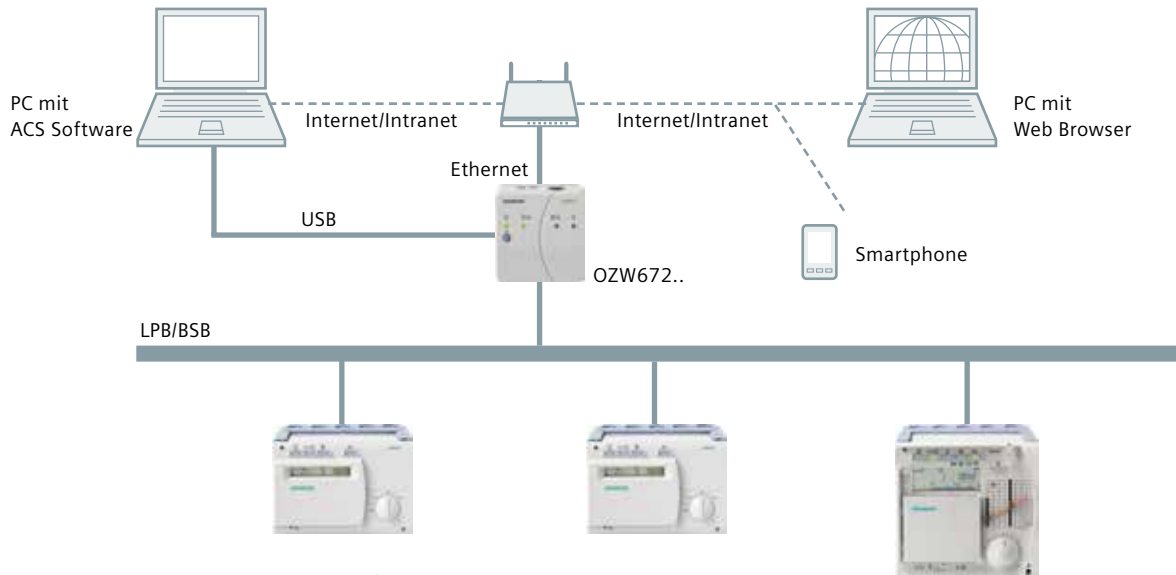 PC mit
ACS Software
Internet/Intranet
Internet/Intranet
PC mit
Web Browser
Ethernet
USB
Smartphone
OZW672..
LPB/BSB